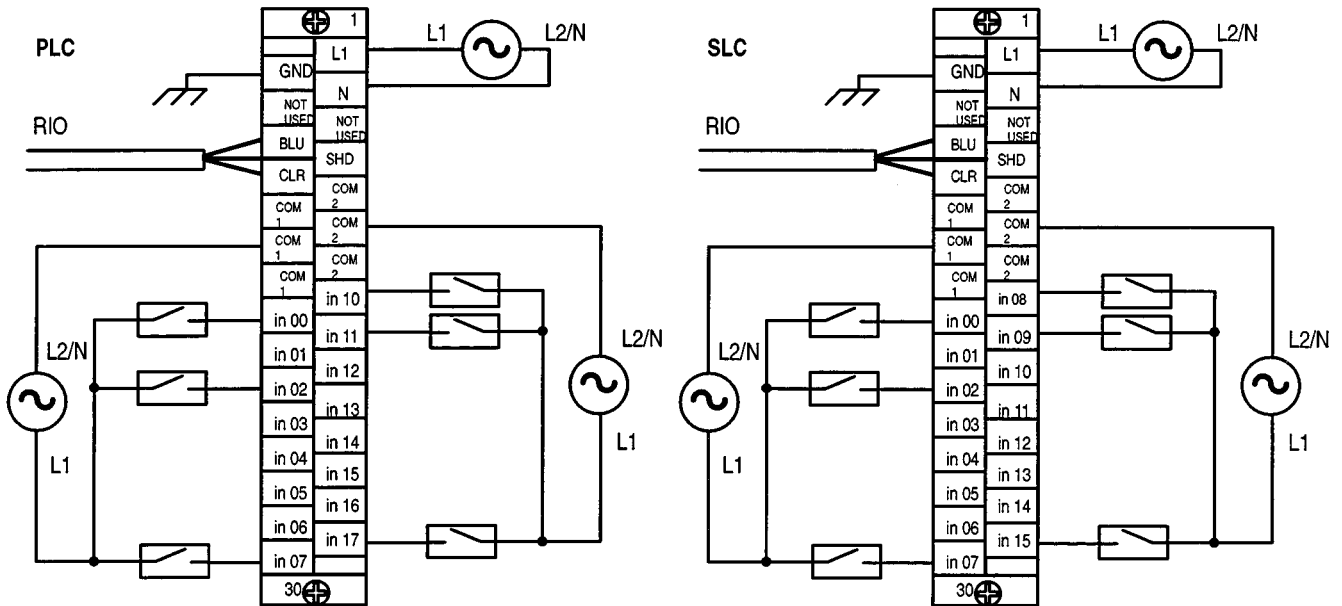 PLC
1
L1
L2/N
L1
GND
N
NOT
USED
NOT
USED
RIO
BLU
SHD
CLR
COM
2
COM
1
COM
2
COM
1
COM
2
COM
1
in 10
in 00
in 11
in 01
in 12
in 02
in 13
in 03
in 14
in 04
in 15
in 05
in 16
in 06
in 17
in 07
30
L2/N
L1
L2/N
L1
SLC
1
L1
L2/N
L1
GND
N
NOT
USED
NOT
USED
RIO
BLU
SHD
CLR
COM
2
COM
1
COM
2
COM
1
COM
2
COM
1
in 08
in 00
in 09
in 01
in 10
in 02
in 11
in 03
in 12
in 04
in 13
in 05
in 14
in 06
in 15
in 07
30
L2/N
L1
L2/N
L1